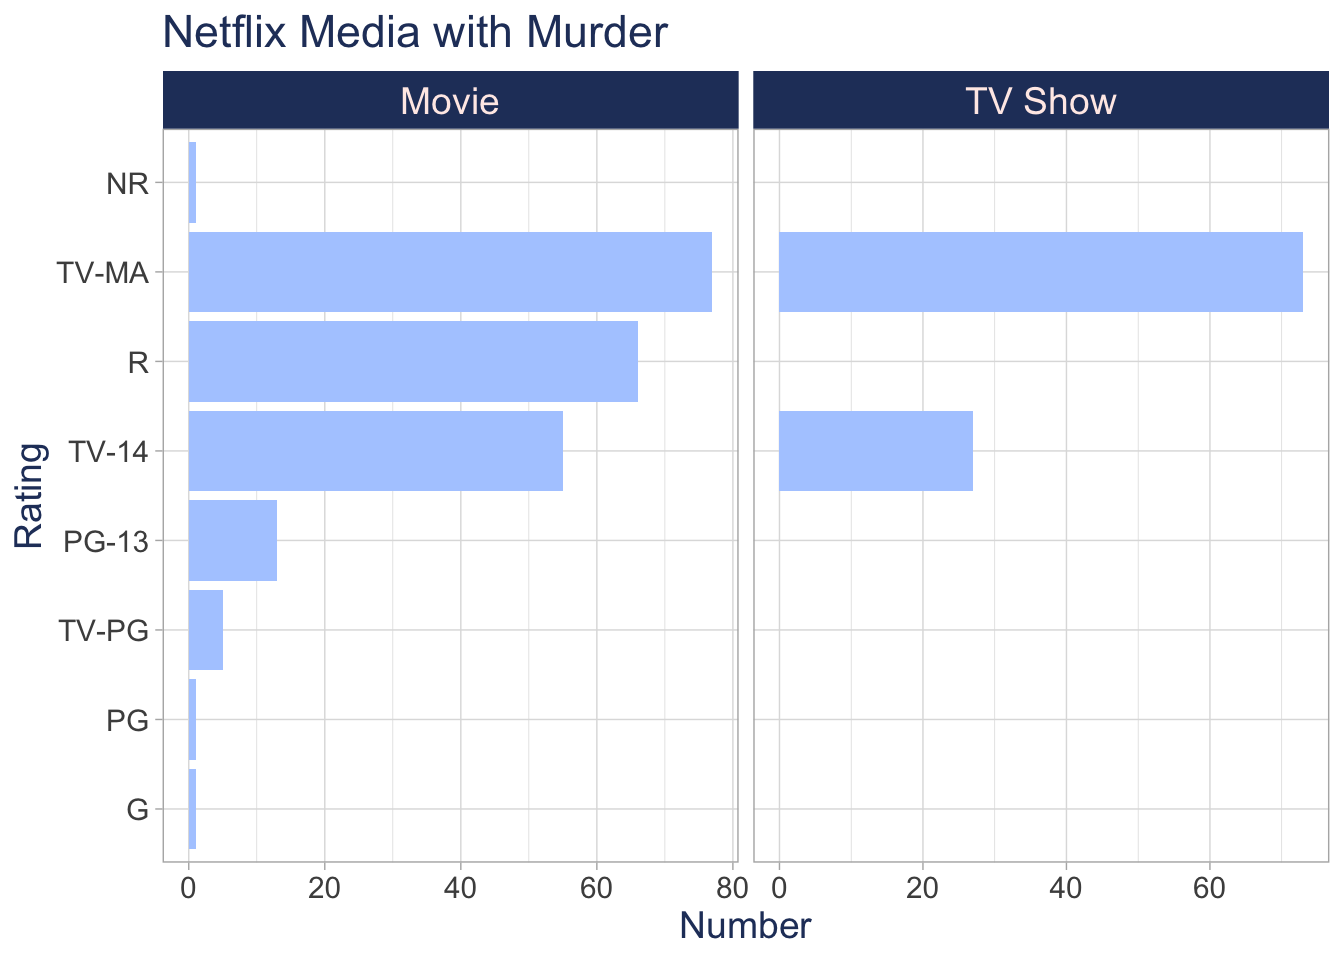 Netflix Media with Murder
Movie
TV Show
Rating
NR
TV-MA
R
TV-14
PG-13
TV-PG
PG
G
0 20 40 60 80
0 20 40 60
Number